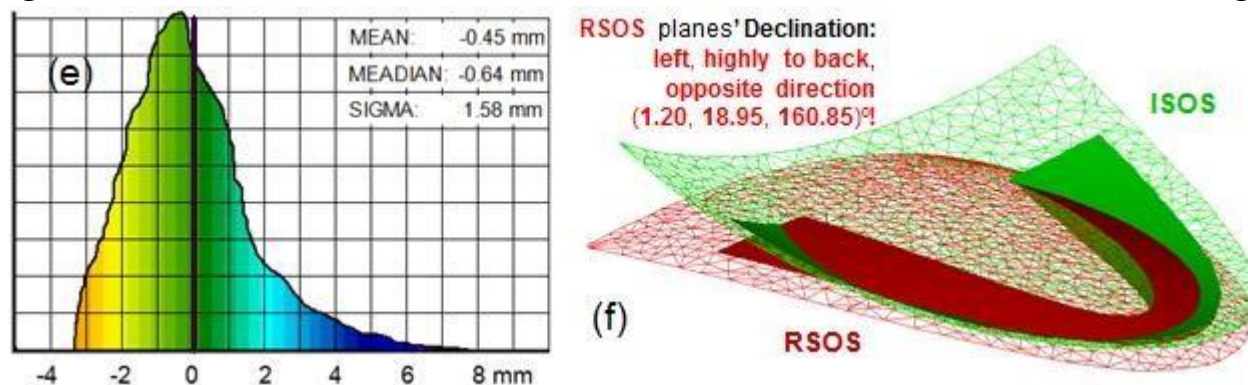 (e)
MEAN: -0.45 mm
MEADIAN: -0.64 mm
SIGMA: 1.58 mm
-4 -2 0 2 4 6 8 mm
RSOS planes' Declination:
left, highly to back,
opposite direction
(1.20, 18.95, 160.85)º!
ISOS
(f)
RSOS